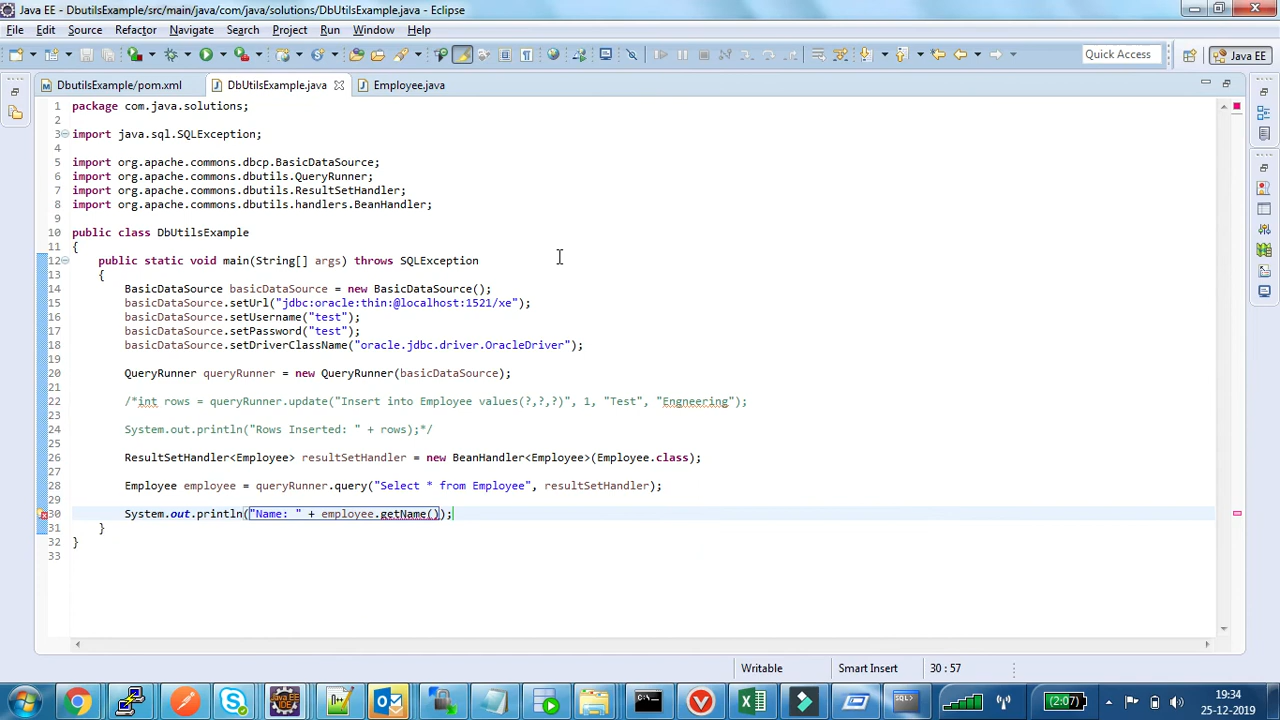 Java EE - DbutilsExample/src/main/java/com/java/solutions/DbUtilsExample.java - Eclipse
File Edit Source Refactor Navigate Search Project Run Window Help
Quick Access
Java EE
DbutilsExample/pom.xml
DbUtilsExample.java
Employee.java
1 package com.java.solutions;
2
3 import java.sql.SQLException;
4
5 import org.apache.commons.dbcp.BasicDataSource;
6 import org.apache.commons.dbutils.QueryRunner;
7 import org.apache.commons.dbutils.ResultSetHandler;
8 import org.apache.commons.dbutils.handlers.BeanHandler;
9
10 public class DbUtilsExample
11 {
12 public static void main(String[] args) throws SQLException
13 {
14 BasicDataSource basicDataSource = new BasicDataSource();
15 basicDataSource.setUrl("jdbc:oracle:thin:@localhost:1521/xe");
16 basicDataSource.setUsername("test");
17 basicDataSource.setPassword("test");
18 basicDataSource.setDriverClassName("oracle.jdbc.driver.OracleDriver");
19
20 QueryRunner queryRunner = new QueryRunner(basicDataSource);
21
22 /*int rows = queryRunner.update("Insert into Employee values(?,?,?)", 1, "Test", "Engneering");
23
24 System.out.println("Rows Inserted: " + rows);*/
25
26 ResultSetHandler<Employee> resultSetHandler = new BeanHandler<Employee>(Employee.class);
27
28 Employee employee = queryRunner.query("Select * from Employee", resultSetHandler);
29
30 System.out.println("Name: " + employee.getName());
31 }
32 }
33
Writable
Smart Insert
30 : 57
(2:07)
19:34
25-12-2019